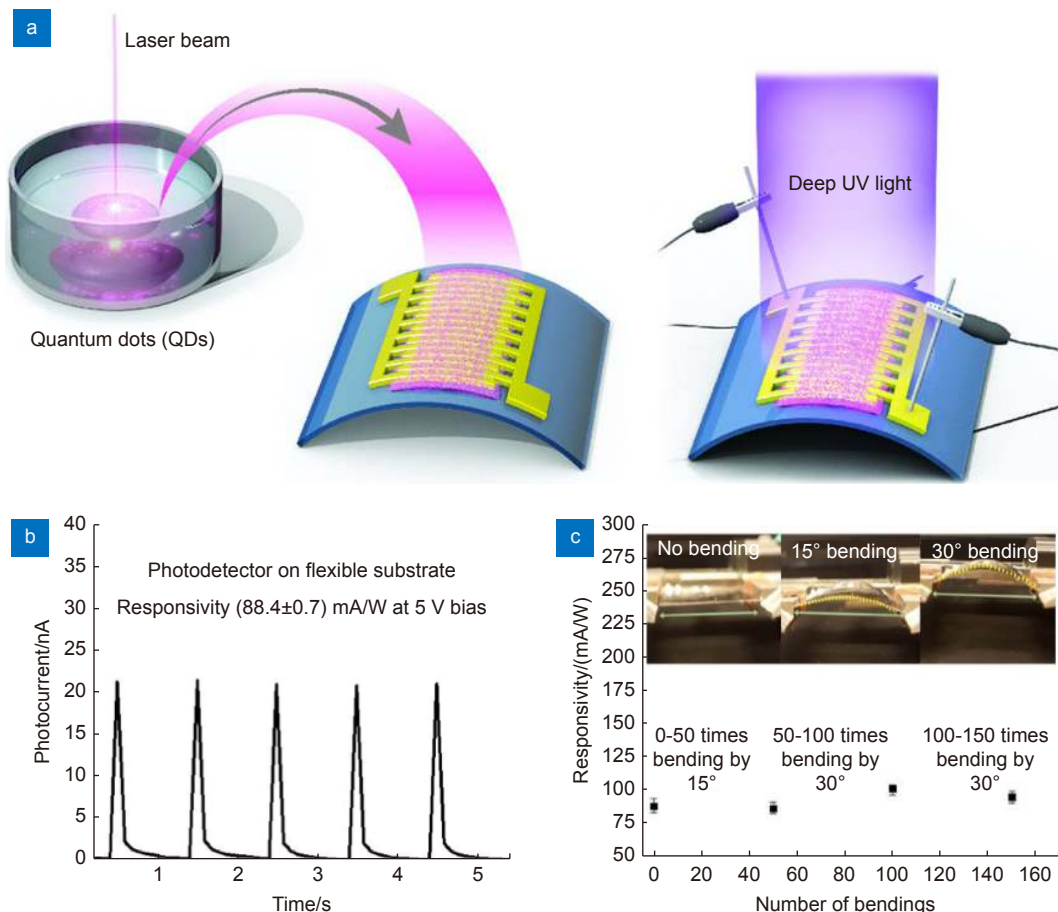 a
Laser beam
Deep UV light
Quantum dots (QDs)
b
40
35
30
25
20
15
10
5
0
Photocurrent/nA
Photodetector on flexible substrate
Responsivity (88.4±0.7) mA/W at 5 V bias
1 2 3 4 5
Time/s
c
300
275
250
235
225
200
175
150
125
100
75
50
Responsivity/(mA/W)
No bending
15° bending
30° bending
0-50 times
bending by
15°
50-100 times
bending by
30°
100-150 times
bending by
30°
0 20 40 60 80 100 120 140 160
Number of bendings